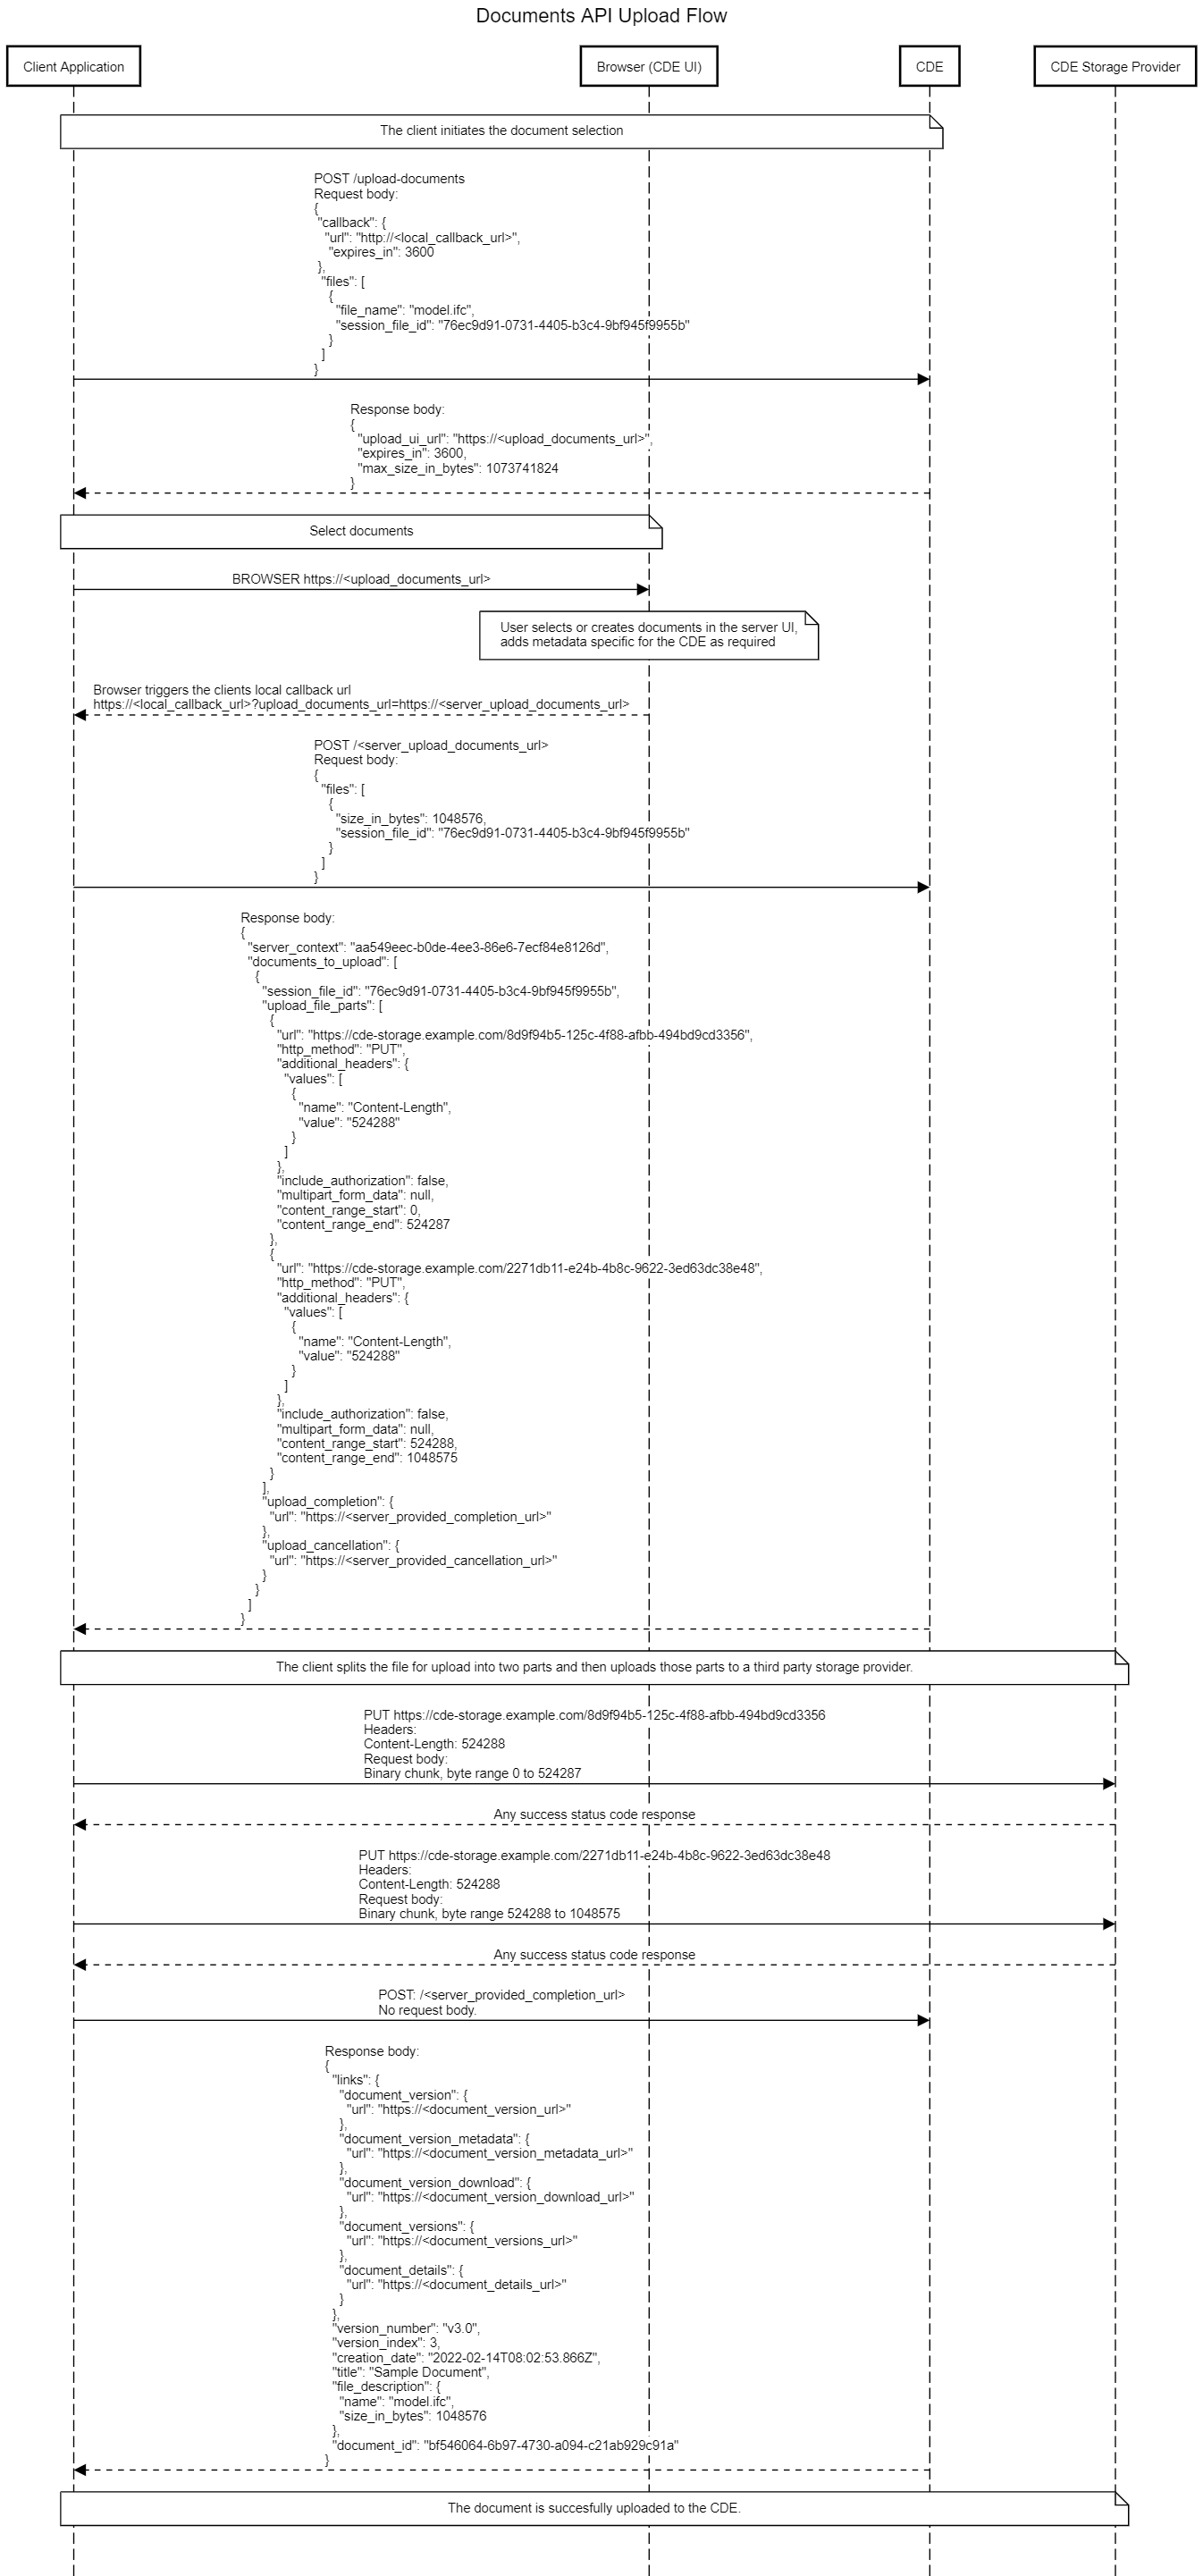 Documents API Upload Flow
Client Application
Browser (CDE UI)
CDE
CDE Storage Provider
The client initiates the document selection
POST /upload-documents
Request body:
{
"callback": {
"url": "http://<local_callback_url>",
"expires_in": 3600
},
"files": [
{
"file_name": "model.ifc",
"session_file_id": "76ec9d91-0731-4405-b3c4-9bf945f9955b"
}
]
}
Response body:
{
"upload_ui_url": "https://<upload_documents_url>",
"expires_in": 3600,
"max_size_in_bytes": 1073741824
}
Select documents
BROWSER https://<upload_documents_url>
User selects or creates documents in the server UI,
adds metadata specific for the CDE as required
Browser triggers the clients local callback url
https://<local_callback_url>?upload_documents_url=https://<server_upload_documents_url>
POST /<server_upload_documents_url>
Request body:
{
"files": [
{
"size_in_bytes": 1048576,
"session_file_id": "76ec9d91-0731-4405-b3c4-9bf945f9955b"
}
]
}
Response body:
{
"server_context": "aa549eec-b0de-4ee3-86e6-7ecf84e8126d",
"documents_to_upload": [
{
"session_file_id": "76ec9d91-0731-4405-b3c4-9bf945f9955b",
"upload_file_parts": [
{
"url": "https://cde-storage.example.com/8d9f94b5-125c-4f88-afbb-494bd9cd3356",
"http_method": "PUT",
"additional_headers": {
"values": [
{
"name": "Content-Length",
"value": "524288"
}
]
},
"include_authorization": false,
"multipart_form_data": null,
"content_range_start": 0,
"content_range_end": 524287
},
{
"url": "https://cde-storage.example.com/2271db11-e24b-4b8c-9622-3ed63dc38e48",
"http_method": "PUT",
"additional_headers": {
"values": [
{
"name": "Content-Length",
"value": "524288"
}
]
},
"include_authorization": false,
"multipart_form_data": null,
"content_range_start": 524288,
"content_range_end": 1048575
}
],
"upload_completion": {
"url": "https://<server_provided_completion_url>"
},
"upload_cancellation": {
"url": "https://<server_provided_cancellation_url>"
}
}
]
}
The client splits the file for upload into two parts and then uploads those parts to a third party storage provider.
PUT https://cde-storage.example.com/8d9f94b5-125c-4f88-afbb-494bd9cd3356
Headers:
Content-Length: 524288
Request body:
Binary chunk, byte range 0 to 524287
Any success status code response
PUT https://cde-storage.example.com/2271db11-e24b-4b8c-9622-3ed63dc38e48
Headers:
Content-Length: 524288
Request body:
Binary chunk, byte range 524288 to 1048575
Any success status code response
POST: /<server_provided_completion_url>
No request body.
Response body:
{
"links": {
"document_version": {
"url": "https://<document_version_url>"
},
"document_version_metadata": {
"url": "https://<document_version_metadata_url>"
},
"document_version_download": {
"url": "https://<document_version_download_url>"
},
"document_versions": {
"url": "https://<document_versions_url>"
},
"document_details": {
"url": "https://<document_details_url>"
}
},
"version_number": "v3.0",
"version_index": 3,
"creation_date": "2022-02-14T08:02:53.866Z",
"title": "Sample Document",
"file_description": {
"name": "model.ifc",
"size_in_bytes": 1048576
},
"document_id": "bf546064-6b97-4730-a094-c21ab929c91a"
}
The document is succesfully uploaded to the CDE.